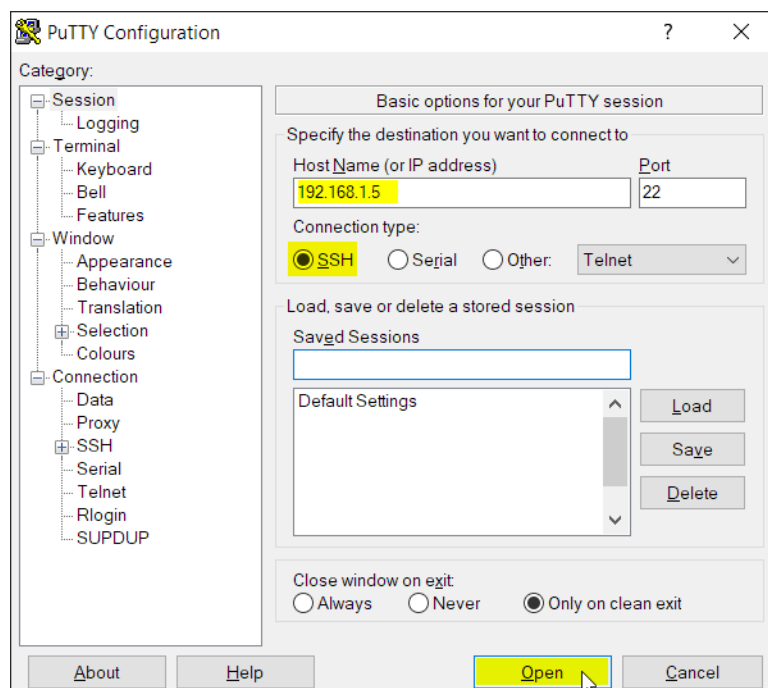 PuTTY Configuration
?
Category:
Session
Logging
Terminal
Keyboard
Bell
Features
Window
Appearance
Behaviour
Translation
Selection
Colours
Connection
Data
Proxy
SSH
Serial
Telnet
Rlogin
SUPDUP
Basic options for your PuTTY session
Specify the destination you want to connect to
Host Name (or IP address) Port
192.168.1.5 22
Connection type:
SSH Serial Other: Telnet
Load, save or delete a stored session
Saved Sessions
Default Settings
Load
Save
Delete
Close window on exit:
Always Never Only on clean exit
About Help Open Cancel